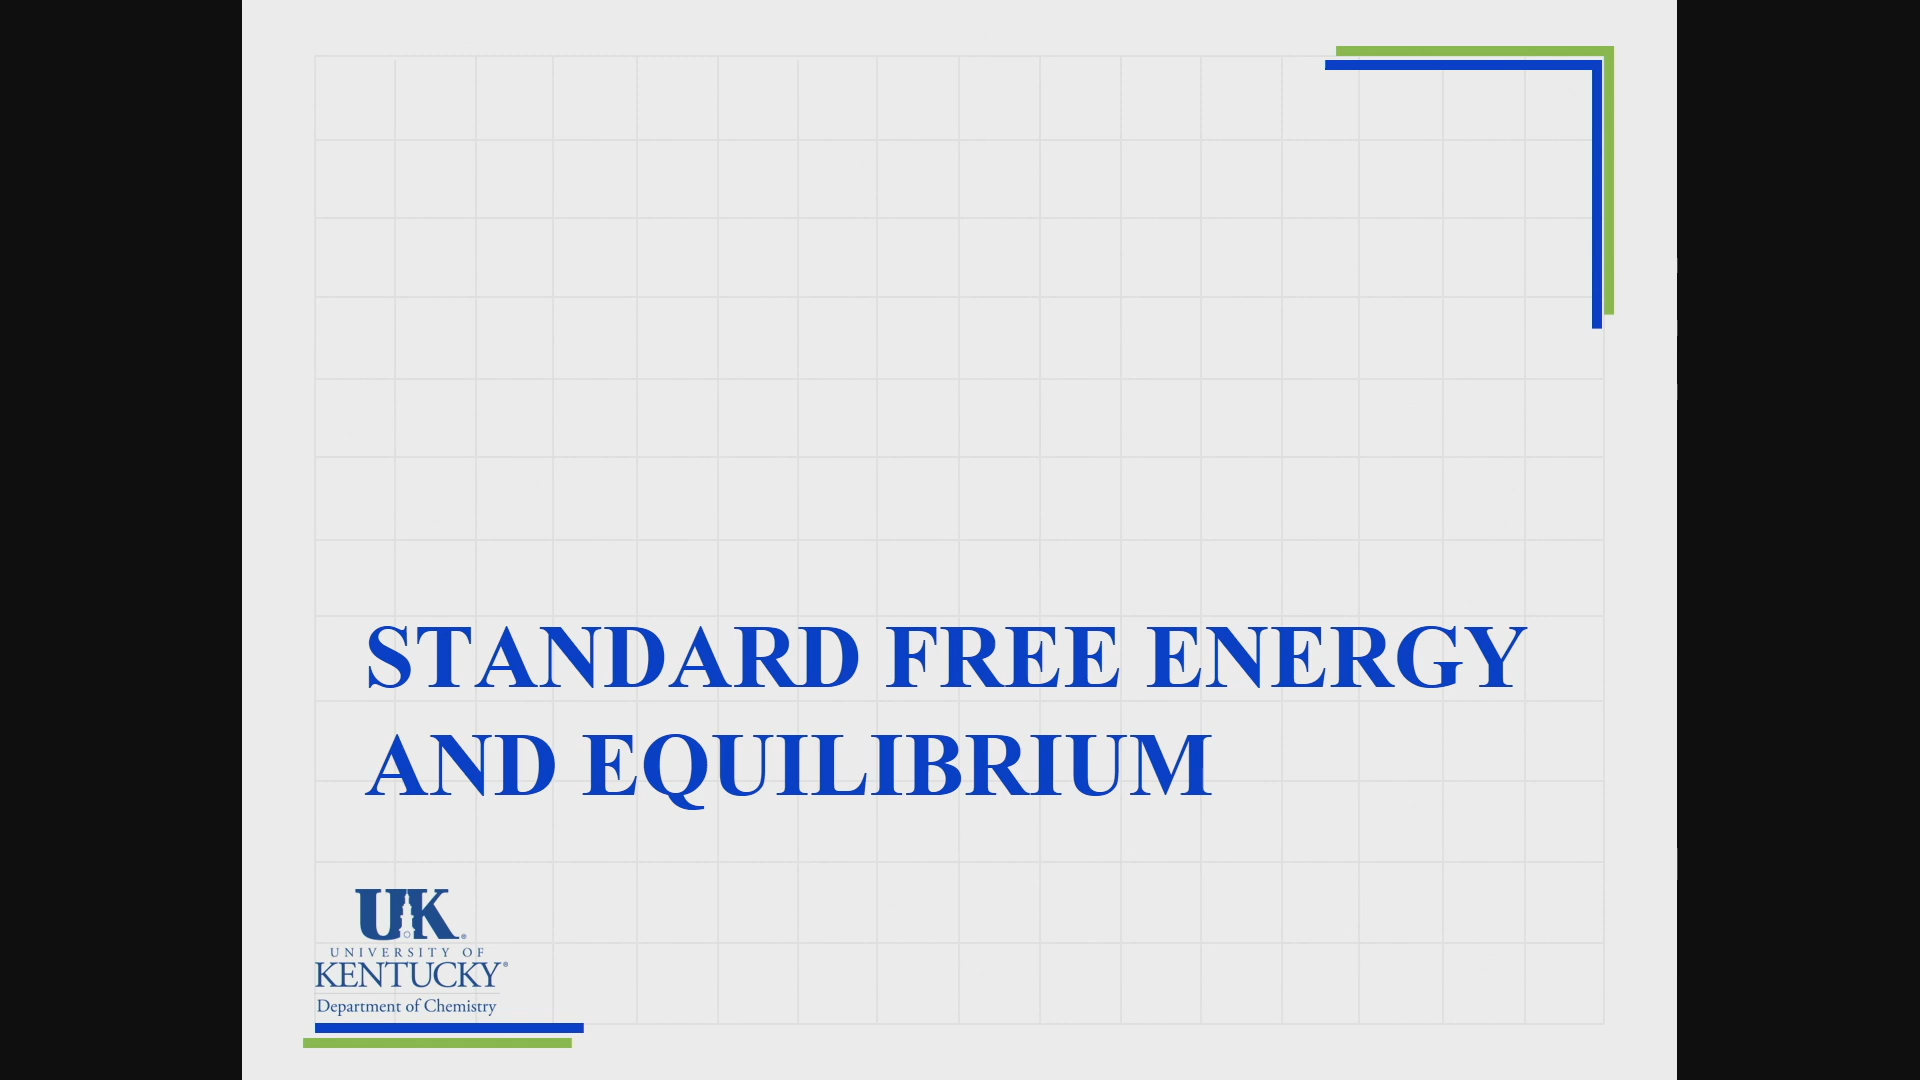 STANDARD FREE ENERGY
AND EQUILIBRIUM
UK®
UNIVERSITY OF
KENTUCKY®
Department of Chemistry